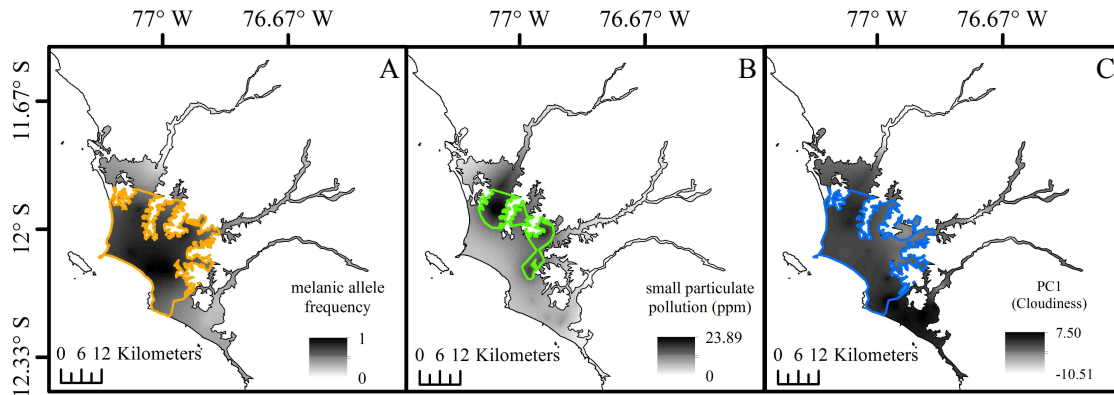 77° W 76.67° W 77° W 76.67° W 77° W 76.67° W
11.67° S
12° S
12.33° S
A
melanic allele
frequency
1
0
0 6 12 Kilometers
B
small particulate
pollution (ppm)
23.89
0
0 6 12 Kilometers
C
PC1
(Cloudiness)
7.50
-10.51
0 6 12 Kilometers